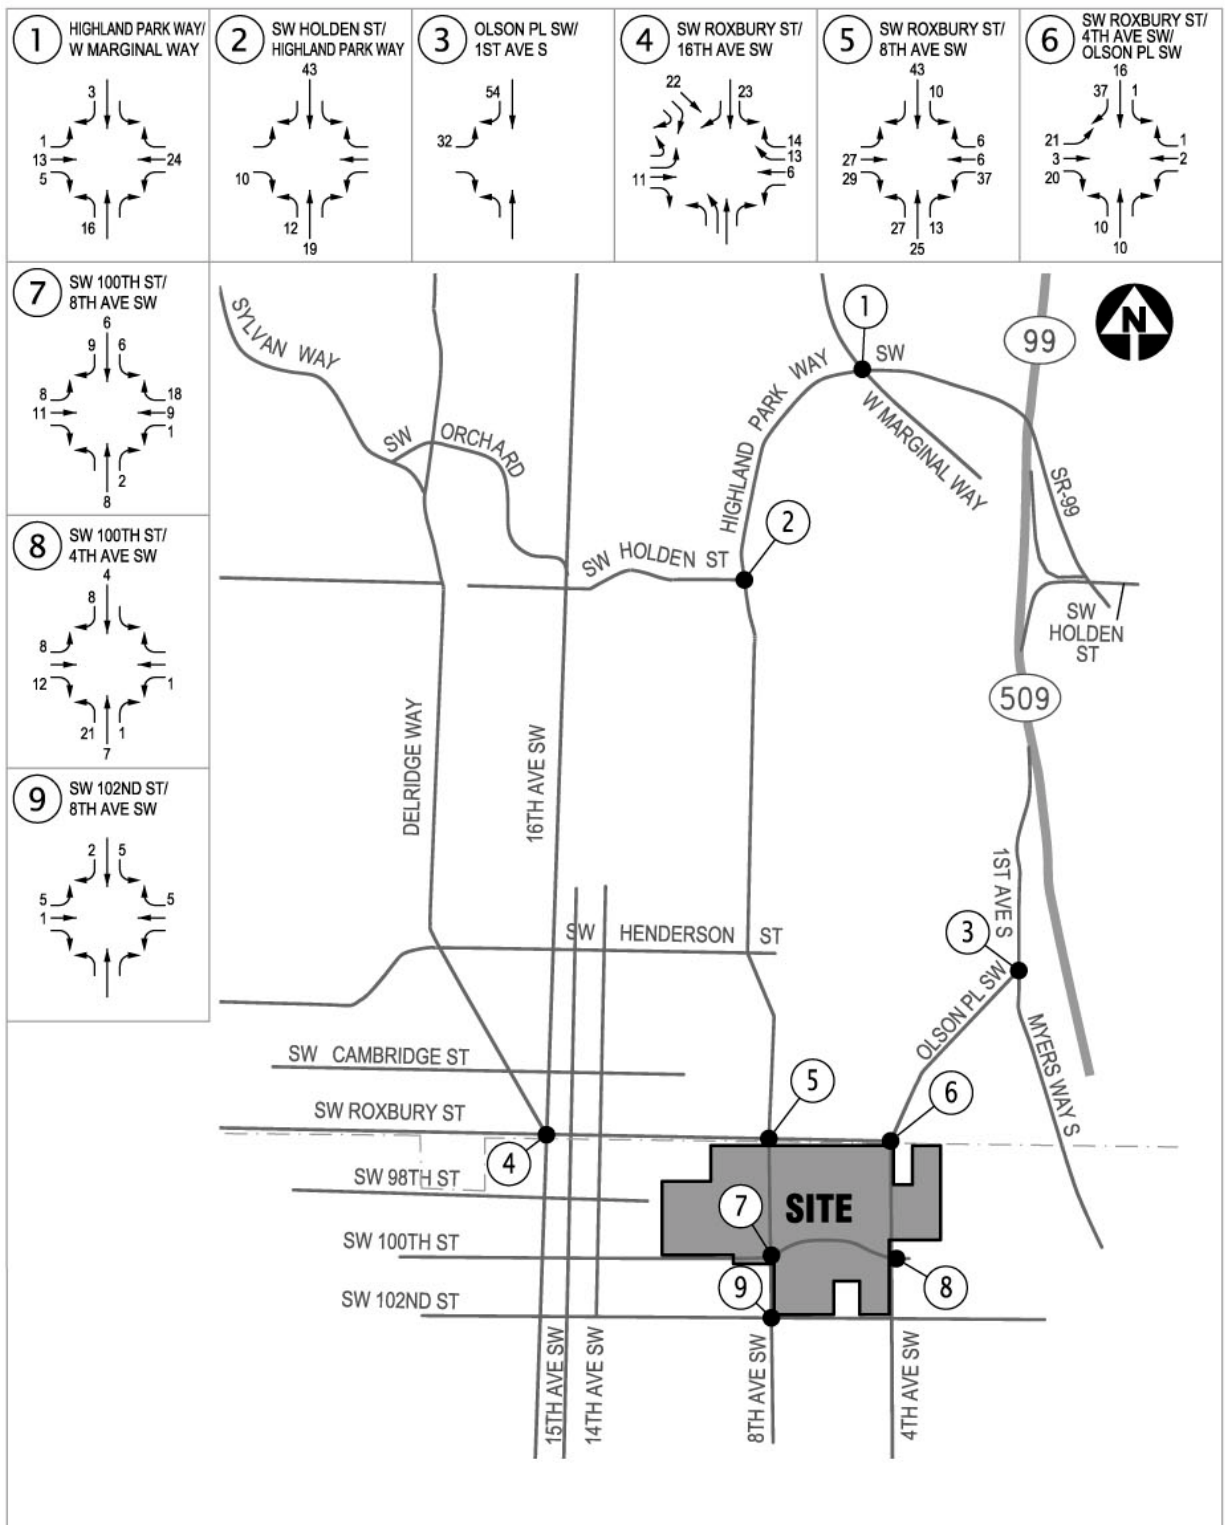 1
HIGHLAND PARK WAY/
W MARGINAL WAY
3
1
13
5
24
16
2
SW HOLDEN ST/
HIGHLAND PARK WAY
43
10
12
19
3
OLSON PL SW/
1ST AVE S
54
32
4
SW ROXBURY ST/
16TH AVE SW
22
23
14
13
6
11
5
SW ROXBURY ST/
8TH AVE SW
43
10
6
27
6
29
37
27
13
25
6
SW ROXBURY ST/
4TH AVE SW/
OLSON PL SW
16
37
1
21
1
3
2
20
10
10
7
SW 100TH ST/
8TH AVE SW
6
9
6
8
18
11
9
1
2
8
8
SW 100TH ST/
4TH AVE SW
4
8
8
12
1
21
1
7
9
SW 102ND ST/
8TH AVE SW
2
5
5
5
1
N
SYLVAN WAY
SW ORCHARD
HIGHLAND PARK WAY SW
W MARGINAL WAY
99
SR-99
1
2
SW HOLDEN ST
SW
HOLDEN
ST
509
DELRIDGE WAY
16TH AVE SW
1ST AVE S
SW HENDERSON ST
3
OLSON PL SW
MYERS WAY S
SW CAMBRIDGE ST
5
6
SW ROXBURY ST
4
SW 98TH ST
SITE
7
SW 100TH ST
9
8
SW 102ND ST
15TH AVE SW
14TH AVE SW
8TH AVE SW
4TH AVE SW